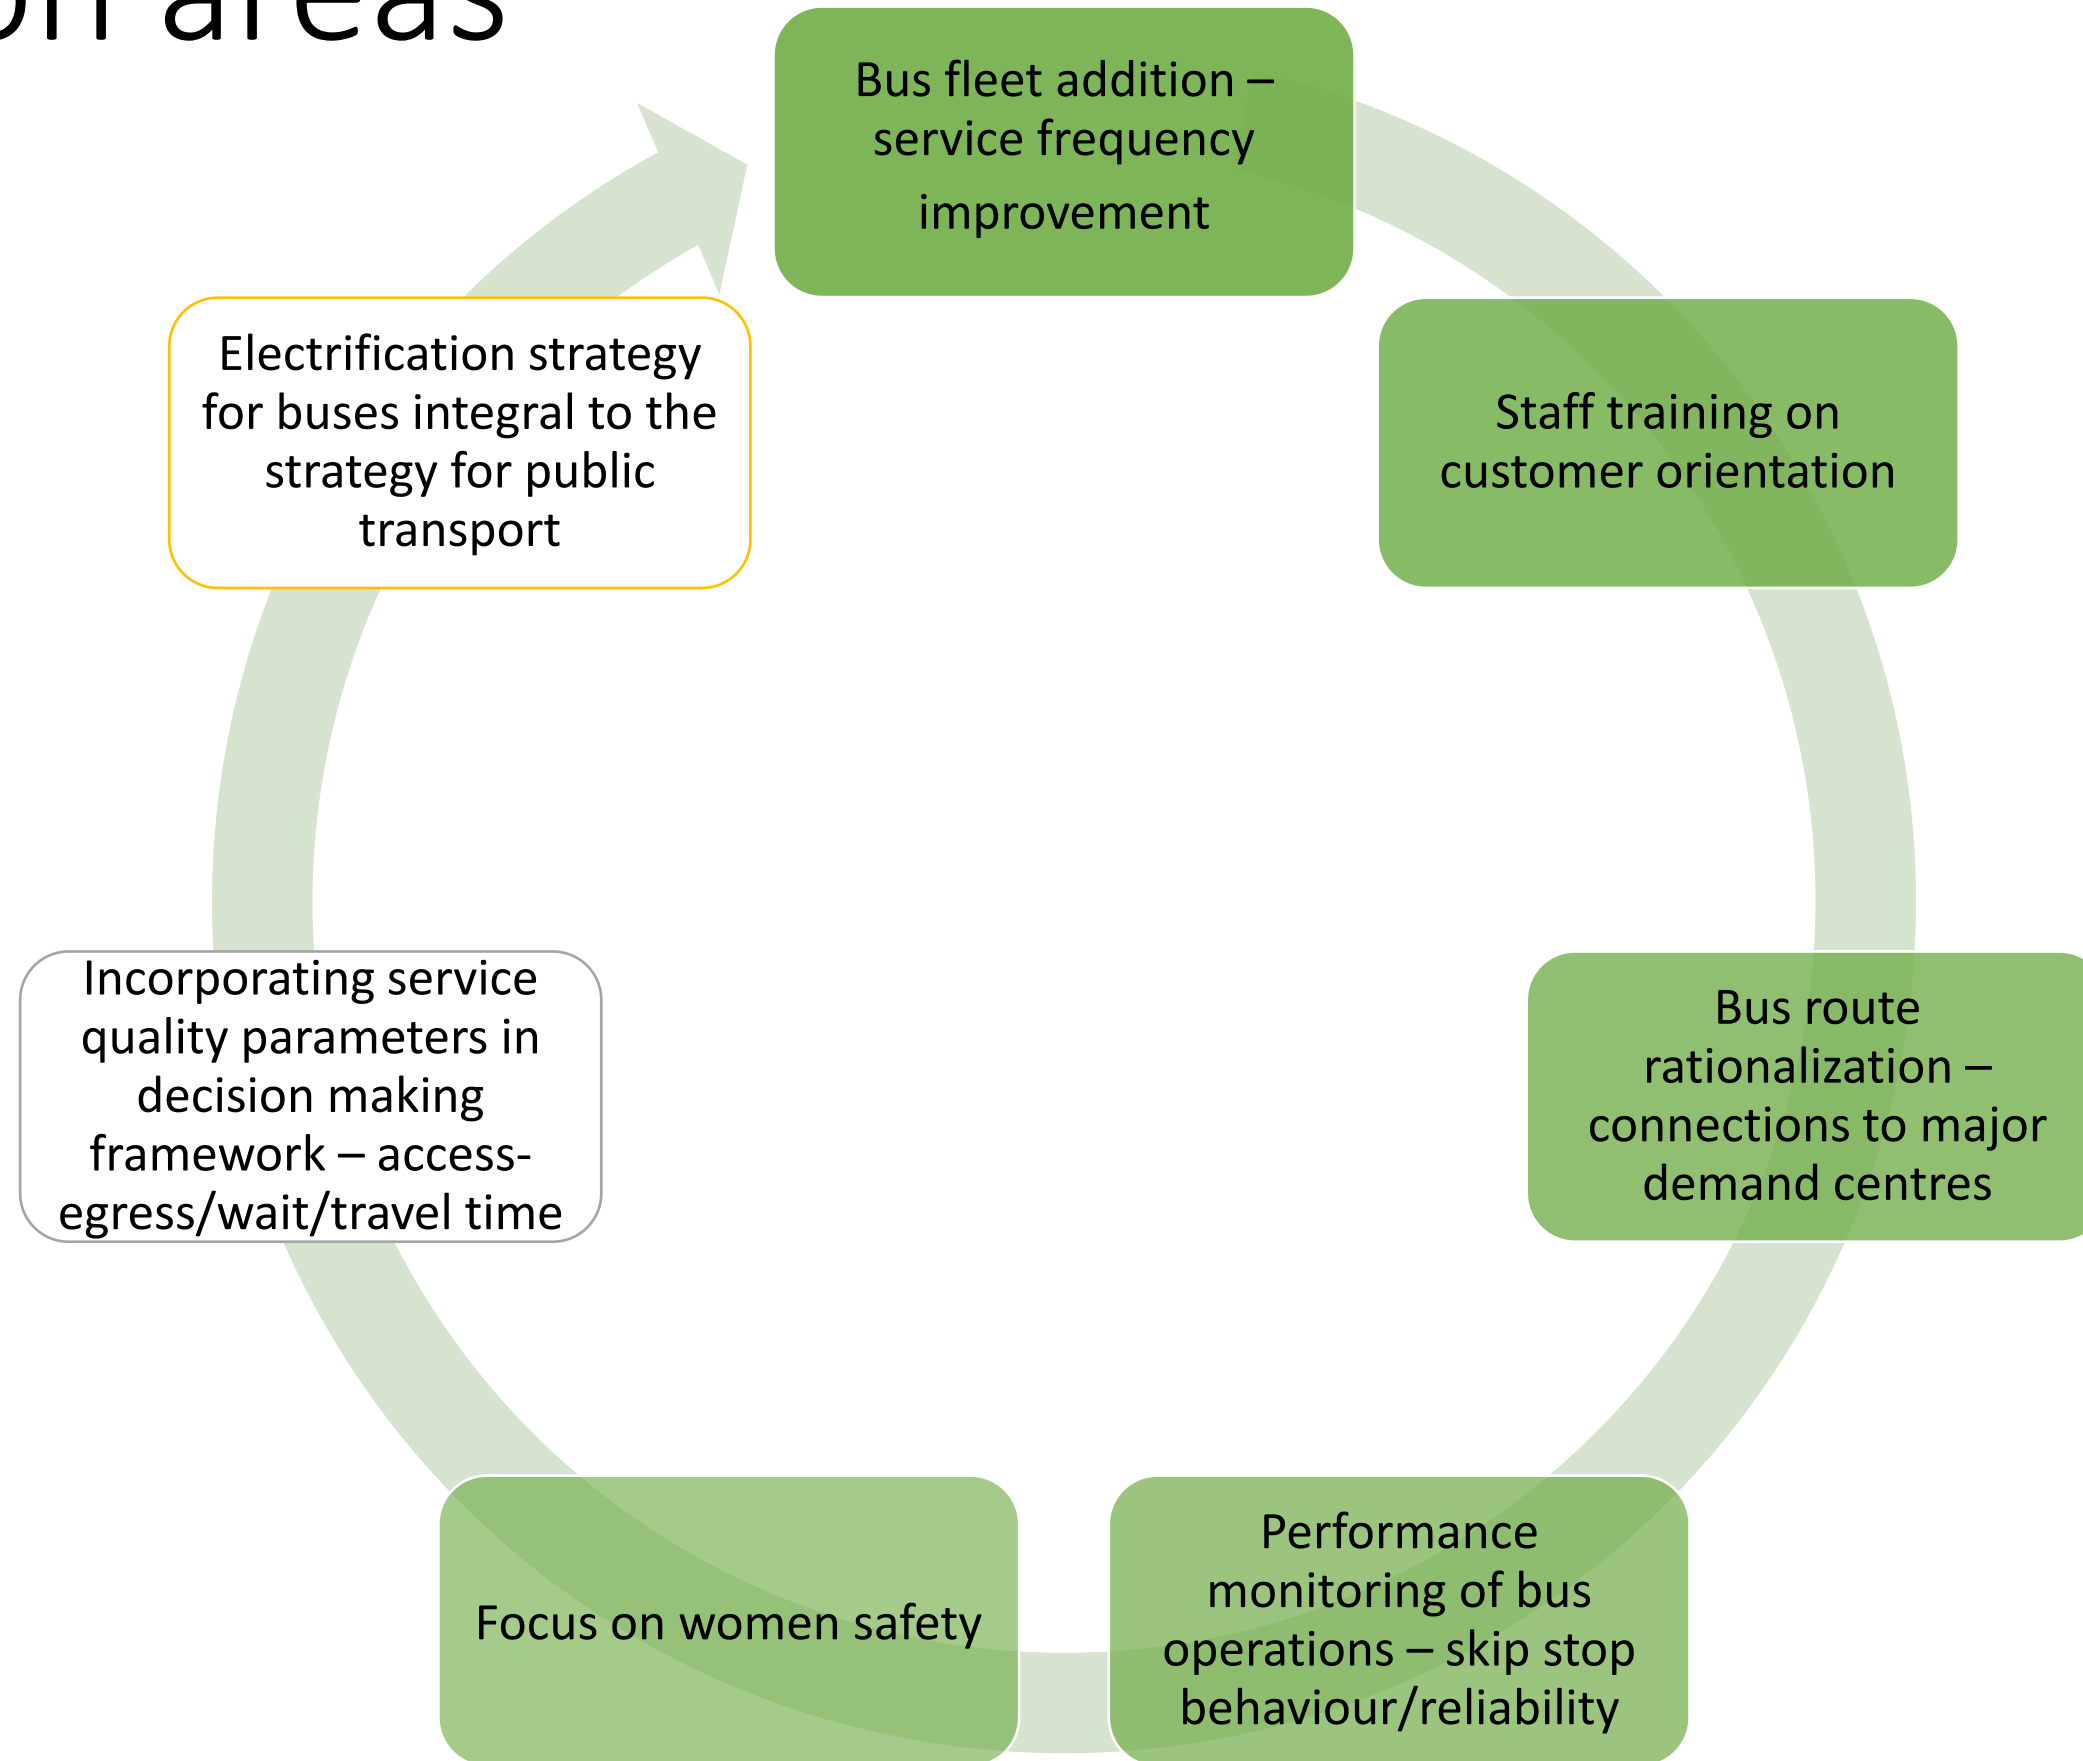 areas
Bus fleet addition –
service frequency
improvement
Staff training on
customer orientation
Bus route
rationalization –
connections to major
demand centres
Performance
monitoring of bus
operations – skip stop
behaviour/reliability
Focus on women safety
Incorporating service
quality parameters in
decision making
framework – access-
egress/wait/travel time
Electrification strategy
for buses integral to the
strategy for public
transport